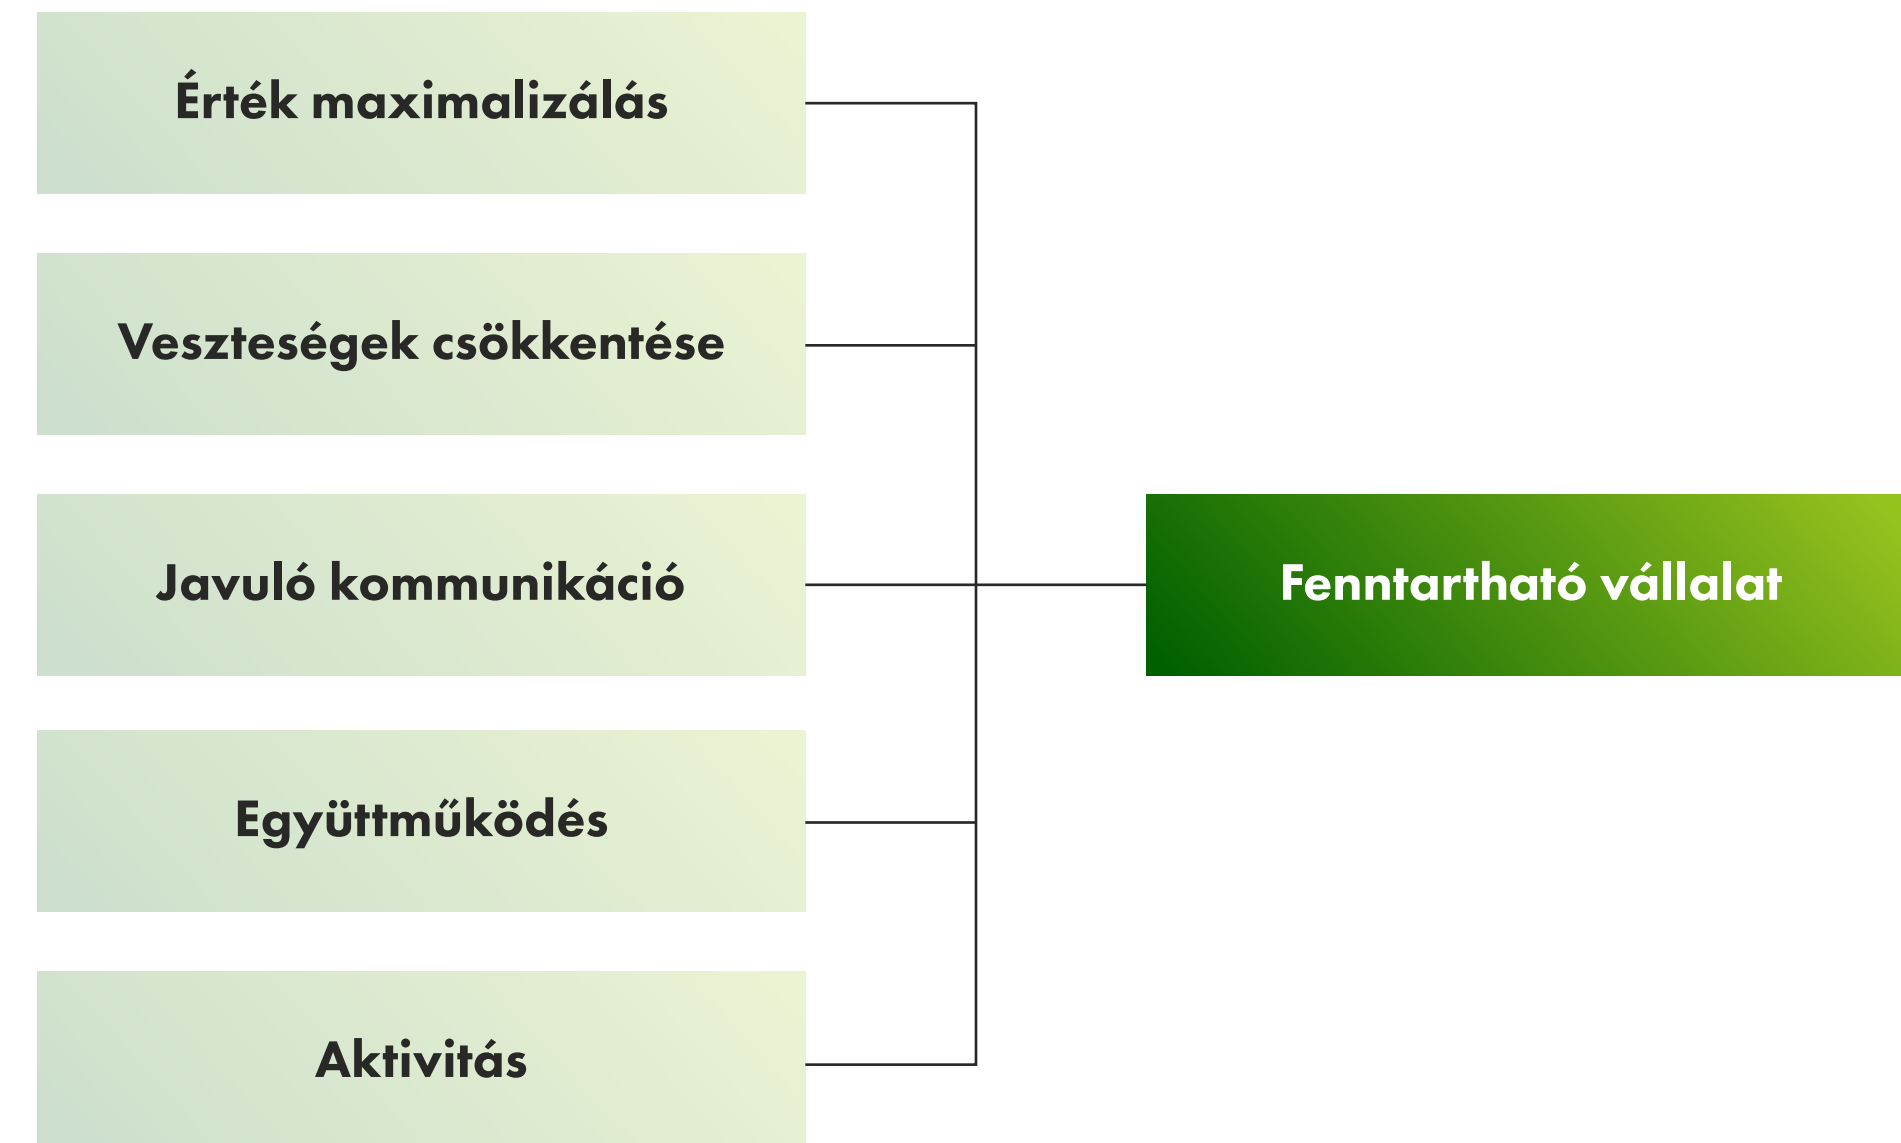 Érték maximalizálás
Veszteségek csökkentése
Javuló kommunikáció
Fenntartható vállalat
Együttműködés
Aktivitás